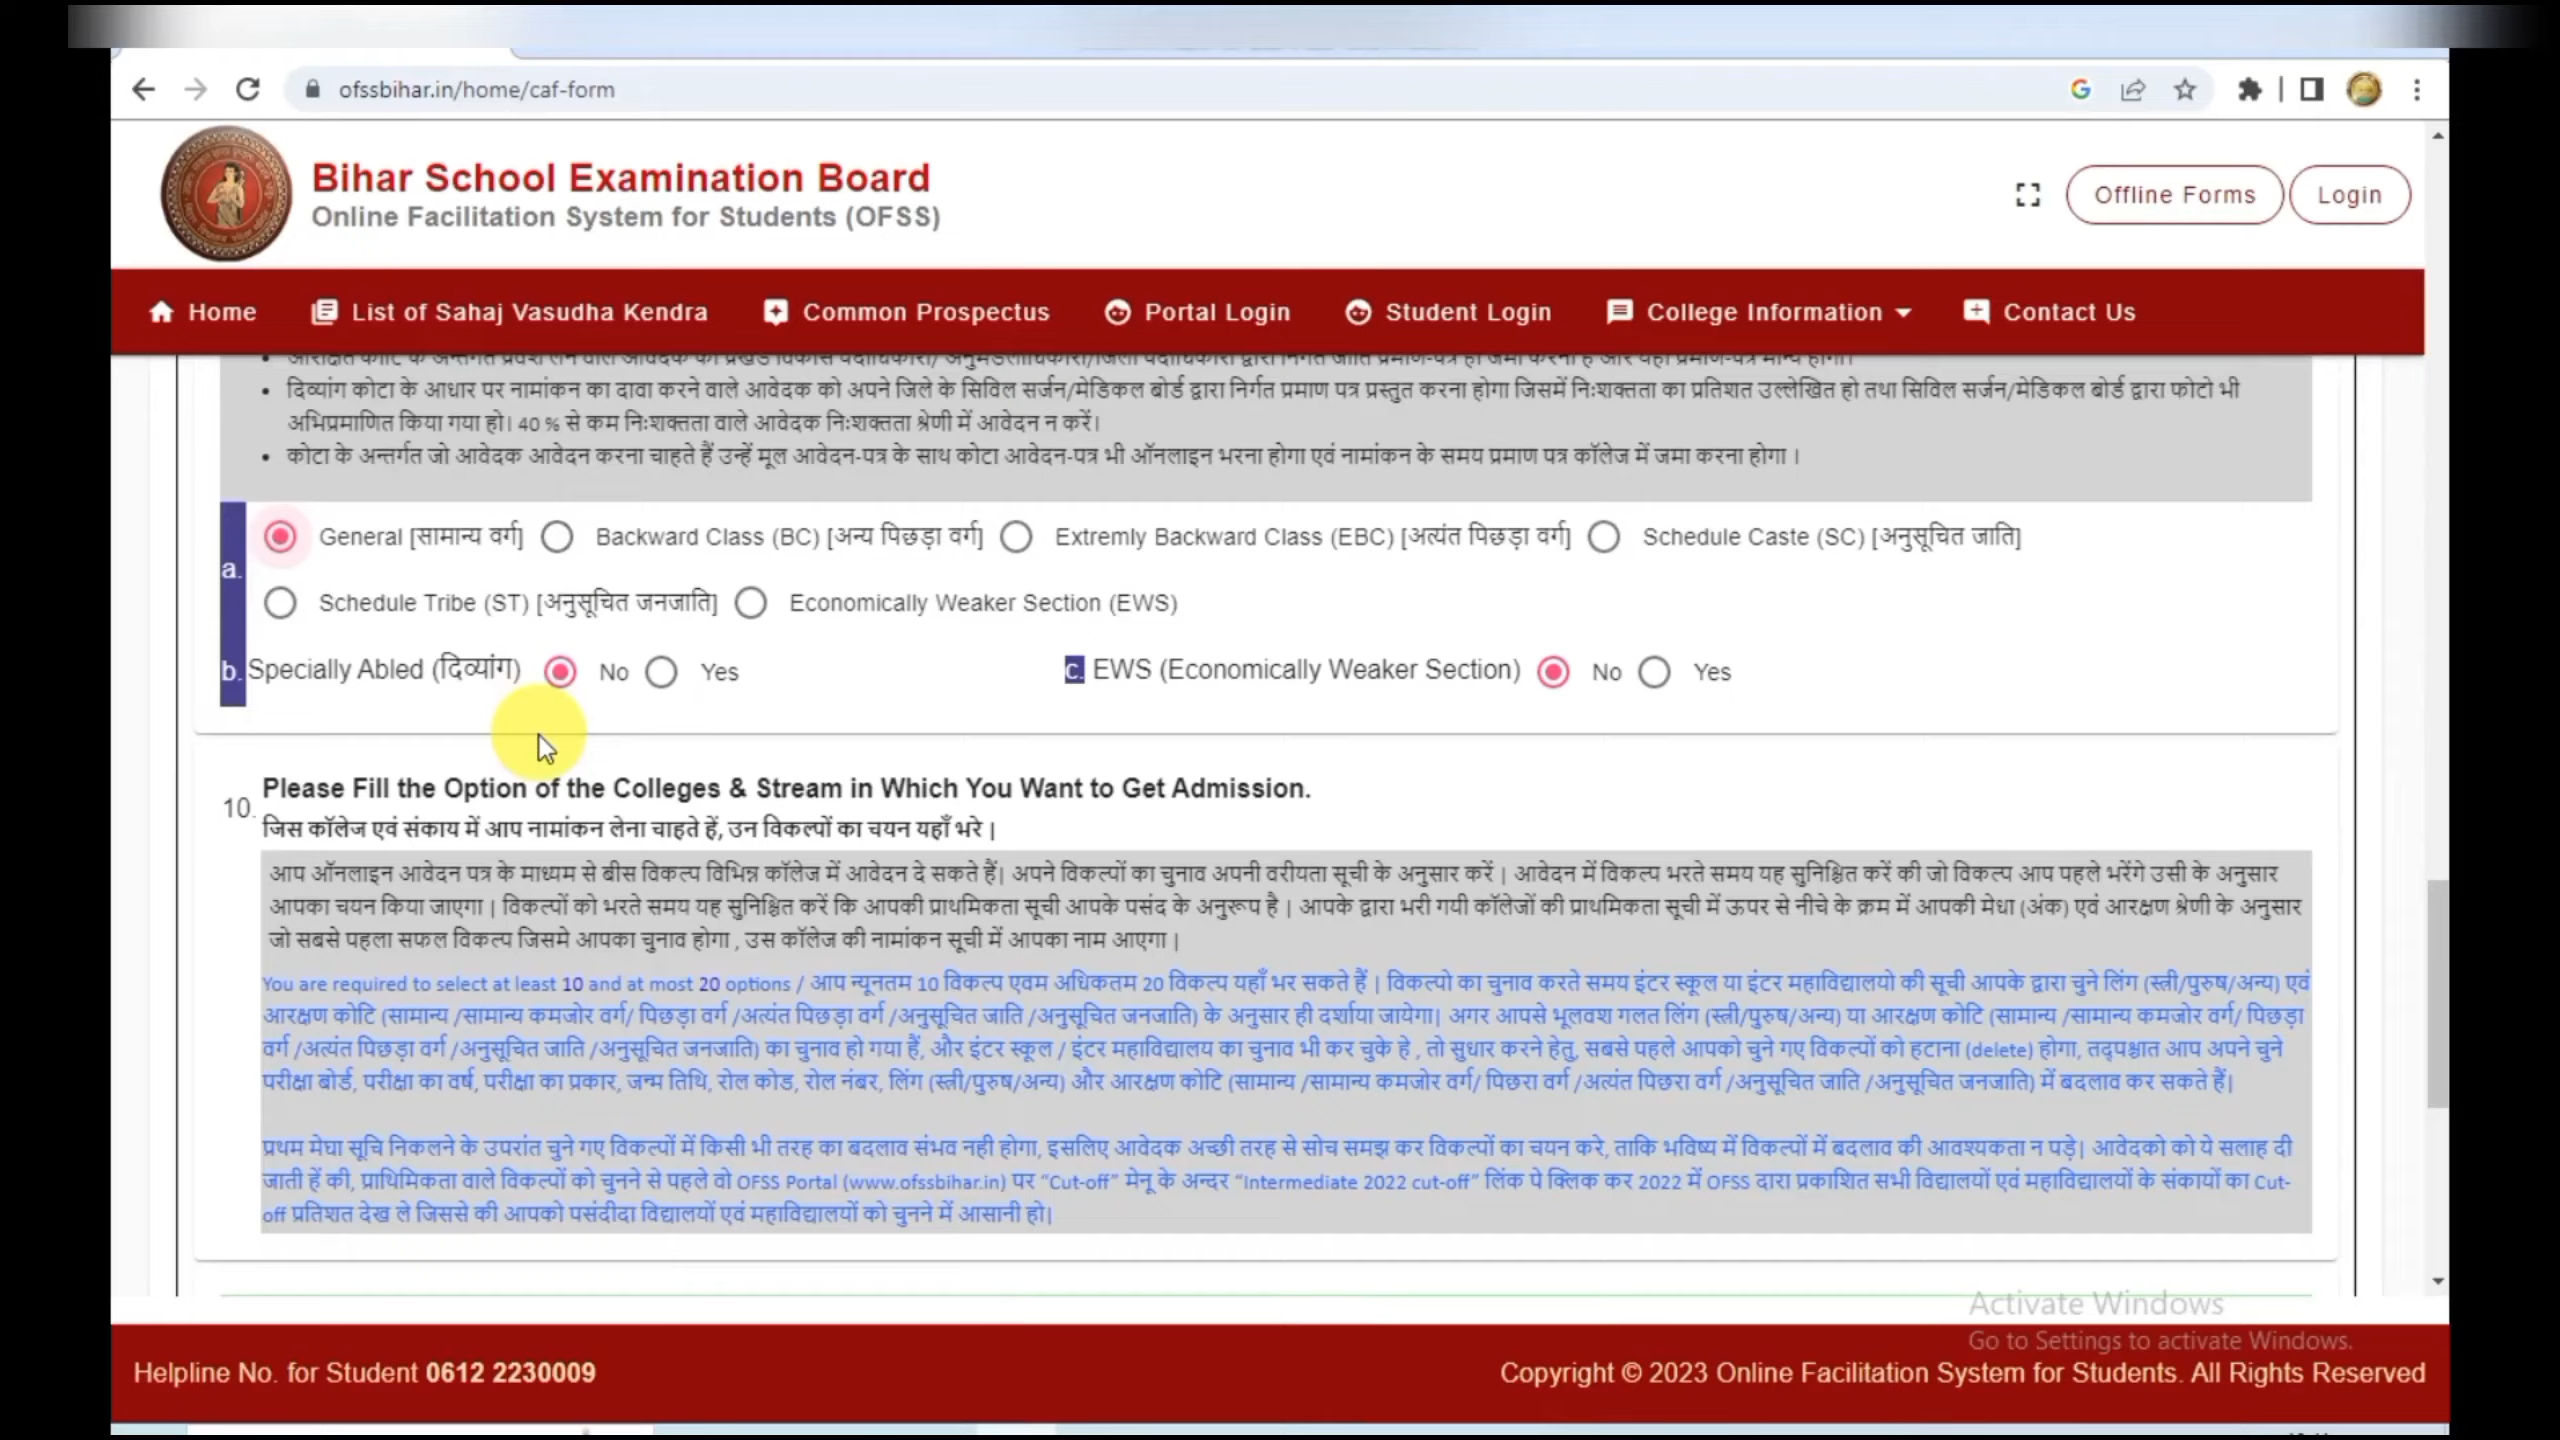 ofssbihar.in/home/caf-form
Bihar School Examination Board
Online Facilitation System for Students (OFSS)
Offline Forms
Login
Home
List of Sahaj Vasudha Kendra
Common Prospectus
Portal Login
Student Login
College Information
Contact Us
• दिव्यांग कोटा के आधार पर नामांकन का दावा करने वाले आवेदक को अपने जिले के सिविल सर्जन/मेडिकल बोर्ड द्वारा निर्गत प्रमाण पत्र प्रस्तुत करना होगा जिसमें निःशक्तता का प्रतिशत उल्लेखित हो तथा सिविल सर्जन/मेडिकल बोर्ड द्वारा फोटो भी
अभिप्रमाणित किया गया हो। 40 % से कम निःशक्तता वाले आवेदक निःशक्तता श्रेणी में आवेदन न करें।
• कोटा के अन्तर्गत जो आवेदक आवेदन करना चाहते हैं उन्हें मूल आवेदन-पत्र के साथ कोटा आवेदन-पत्र भी ऑनलाइन भरना होगा एवं नामांकन के समय प्रमाण पत्र कॉलेज में जमा करना होगा ।
a.
General [सामान्य वर्ग] Backward Class (BC) [अन्य पिछड़ा वर्ग] Extremly Backward Class (EBC) [अत्यंत पिछड़ा वर्ग] Schedule Caste (SC) [अनुसूचित जाति]
Schedule Tribe (ST) [अनुसूचित जनजाति] Economically Weaker Section (EWS)
b. Specially Abled (दिव्यांग) No Yes
c. EWS (Economically Weaker Section) No Yes
10. Please Fill the Option of the Colleges & Stream in Which You Want to Get Admission.
जिस कॉलेज एवं संकाय में आप नामांकन लेना चाहते हैं, उन विकल्पों का चयन यहाँ भरे |
आप ऑनलाइन आवेदन पत्र के माध्यम से बीस विकल्प विभिन्न कॉलेज में आवेदन दे सकते हैं। अपने विकल्पों का चुनाव अपनी वरीयता सूची के अनुसार करें | आवेदन में विकल्प भरते समय यह सुनिश्चित करें की जो विकल्प आप पहले भरेंगे उसी के अनुसार
आपका चयन किया जाएगा | विकल्पों को भरते समय यह सुनिश्चित करें कि आपकी प्राथमिकता सूची आपके पसंद के अनुरूप है | आपके द्वारा भरी गयी कॉलेजों की प्राथमिकता सूची में ऊपर से नीचे के क्रम में आपकी मेधा (अंक) एवं आरक्षण श्रेणी के अनुसार
जो सबसे पहला सफल विकल्प जिसमे आपका चुनाव होगा , उस कॉलेज की नामांकन सूची में आपका नाम आएगा |
You are required to select at least 10 and at most 20 options / आप न्यूनतम 10 विकल्प एवम अधिकतम 20 विकल्प यहाँ भर सकते हैं | विकल्पो का चुनाव करते समय इंटर स्कूल या इंटर महाविद्यालयो की सूची आपके द्वारा चुने लिंग (स्त्री/पुरुष/अन्य) एवं
आरक्षण कोटि (सामान्य /सामान्य कमजोर वर्ग/ पिछड़ा वर्ग /अत्यंत पिछड़ा वर्ग /अनुसूचित जाति /अनुसूचित जनजाति) के अनुसार ही दर्शाया जायेगा| अगर आपसे भूलवश गलत लिंग (स्त्री/पुरुष/अन्य) या आरक्षण कोटि (सामान्य /सामान्य कमजोर वर्ग/ पिछड़ा
वर्ग /अत्यंत पिछड़ा वर्ग /अनुसूचित जाति /अनुसूचित जनजाति) का चुनाव हो गया हैं, और इंटर स्कूल / इंटर महाविद्यालय का चुनाव भी कर चुके हे , तो सुधार करने हेतु, सबसे पहले आपको चुने गए विकल्पों को हटाना (delete) होगा, तद्पश्चात आप अपने चुने
परीक्षा बोर्ड, परीक्षा का वर्ष, परीक्षा का प्रकार, जन्म तिथि, रोल कोड, रोल नंबर, लिंग (स्त्री/पुरुष/अन्य) और आरक्षण कोटि (सामान्य /सामान्य कमजोर वर्ग/ पिछरा वर्ग /अत्यंत पिछरा वर्ग /अनुसूचित जाति /अनुसूचित जनजाति) में बदलाव कर सकते हैं|
प्रथम मेघा सूचि निकलने के उपरांत चुने गए विकल्पों में किसी भी तरह का बदलाव संभव नही होगा, इसलिए आवेदक अच्छी तरह से सोच समझ कर विकल्पों का चयन करे, ताकि भविष्य में विकल्पों में बदलाव की आवश्यकता न पड़े| आवेदको को ये सलाह दी
जाती हें की, प्राथिमिकता वाले विकल्पों को चुनने से पहले वो OFSS Portal (www.ofssbihar.in) पर “Cut-off” मेनू के अन्दर “Intermediate 2022 cut-off” लिंक पे क्लिक कर 2022 में OFSS दारा प्रकाशित सभी विद्यालयों एवं महाविद्यालयों के संकायों का Cut-
off प्रतिशत देख ले जिससे की आपको पसंदीदा विद्यालयों एवं महाविद्यालयों को चुनने में आसानी हो|
Activate Windows
Go to Settings to activate Windows.
Helpline No. for Student 0612 2230009
Copyright © 2023 Online Facilitation System for Students. All Rights Reserved